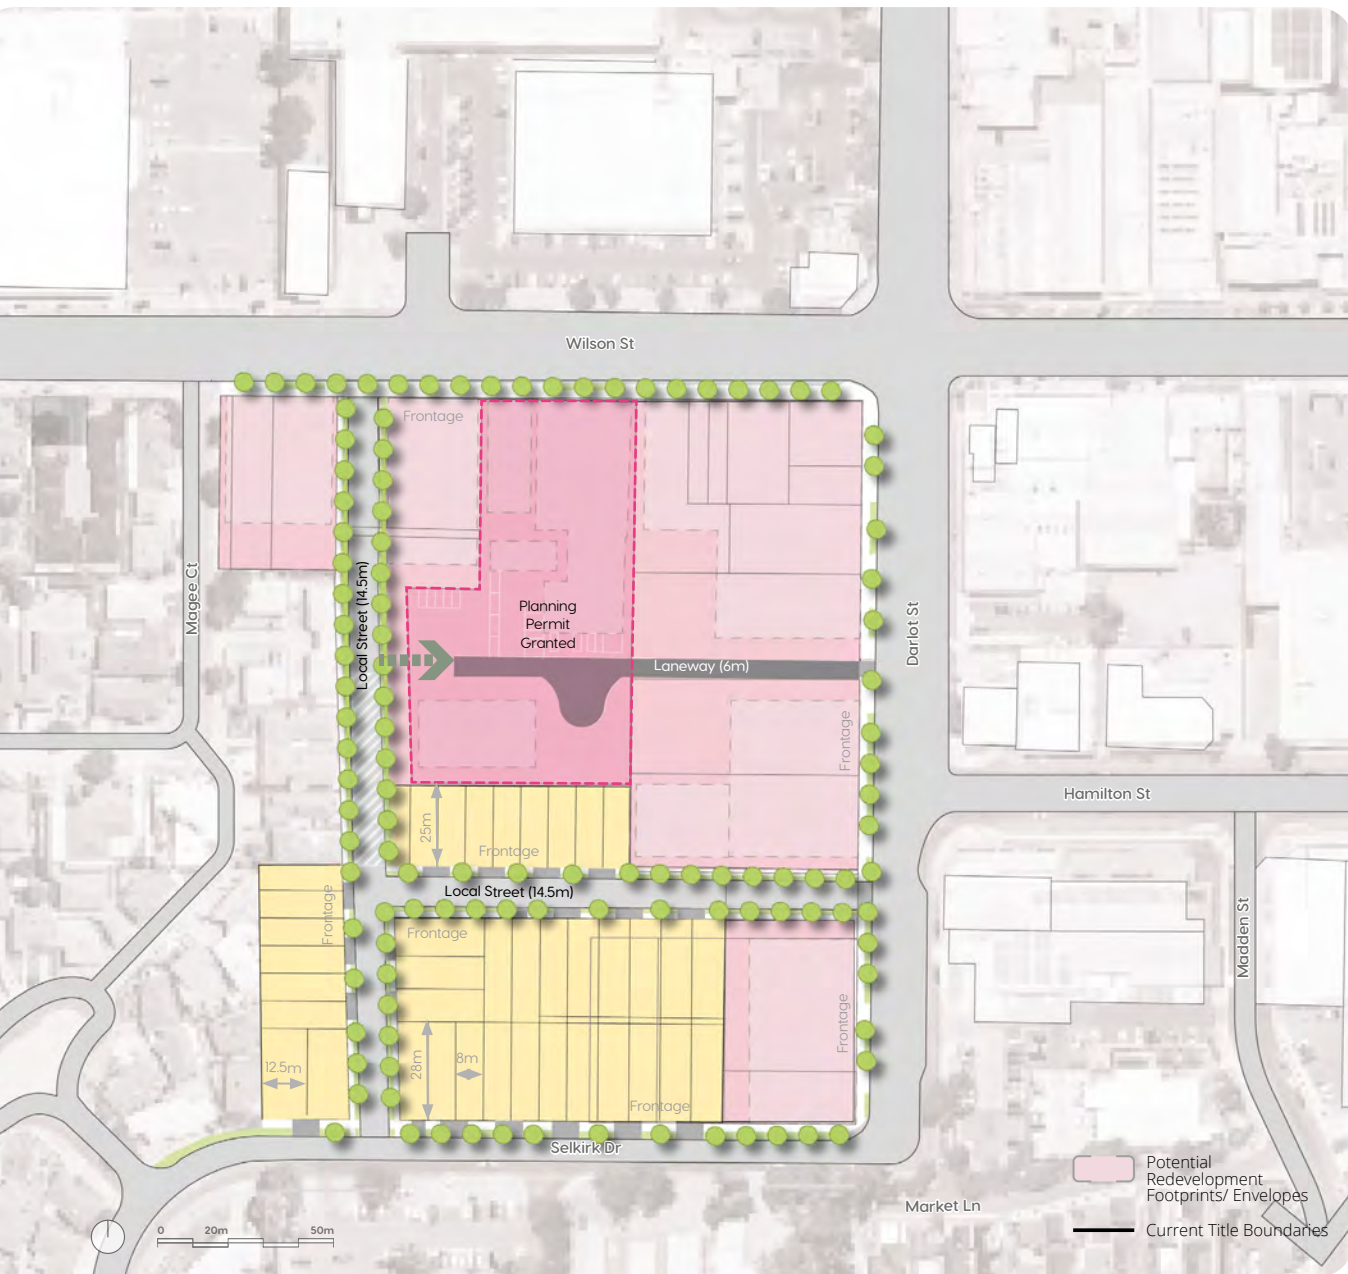 Wilson St
Frontage
Magee Ct
Local Street (14.5m)
Planning
Permit
Granted
Laneway (6m)
Darlot St
Frontage
Hamilton St
25m
Frontage
Local Street (14.5m)
Frontage
Frontage
Madden St
Frontage
12.5m
28m
8m
Frontage
Selkirk Dr
Market Ln
0 20m 50m
Potential
Redevelopment
Footprints/ Envelopes
Current Title Boundaries